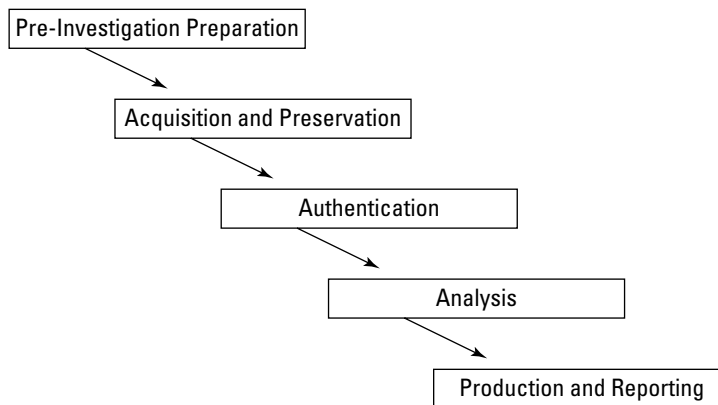 Pre-Investigation Preparation
Acquisition and Preservation
Authentication
Analysis
Production and Reporting